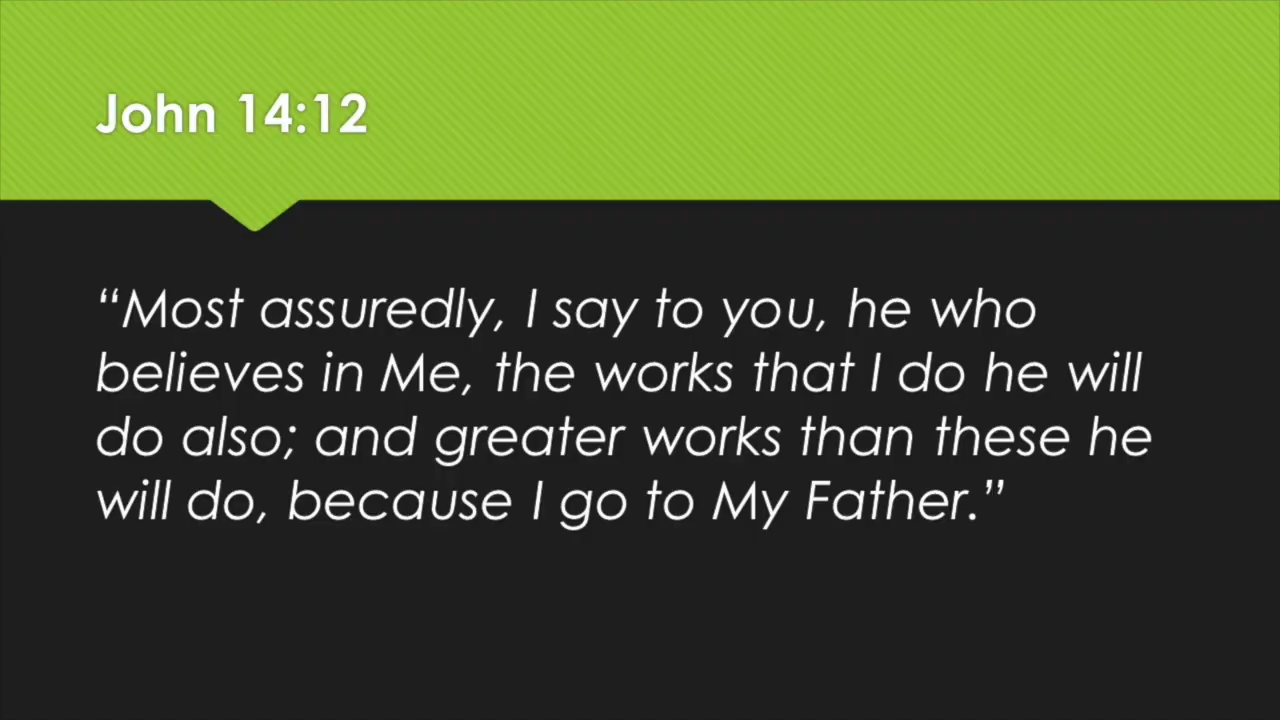 John 14:12
“Most assuredly, I say to you, he who
believes in Me, the works that I do he will
do also; and greater works than these he
will do, because I go to My Father.”